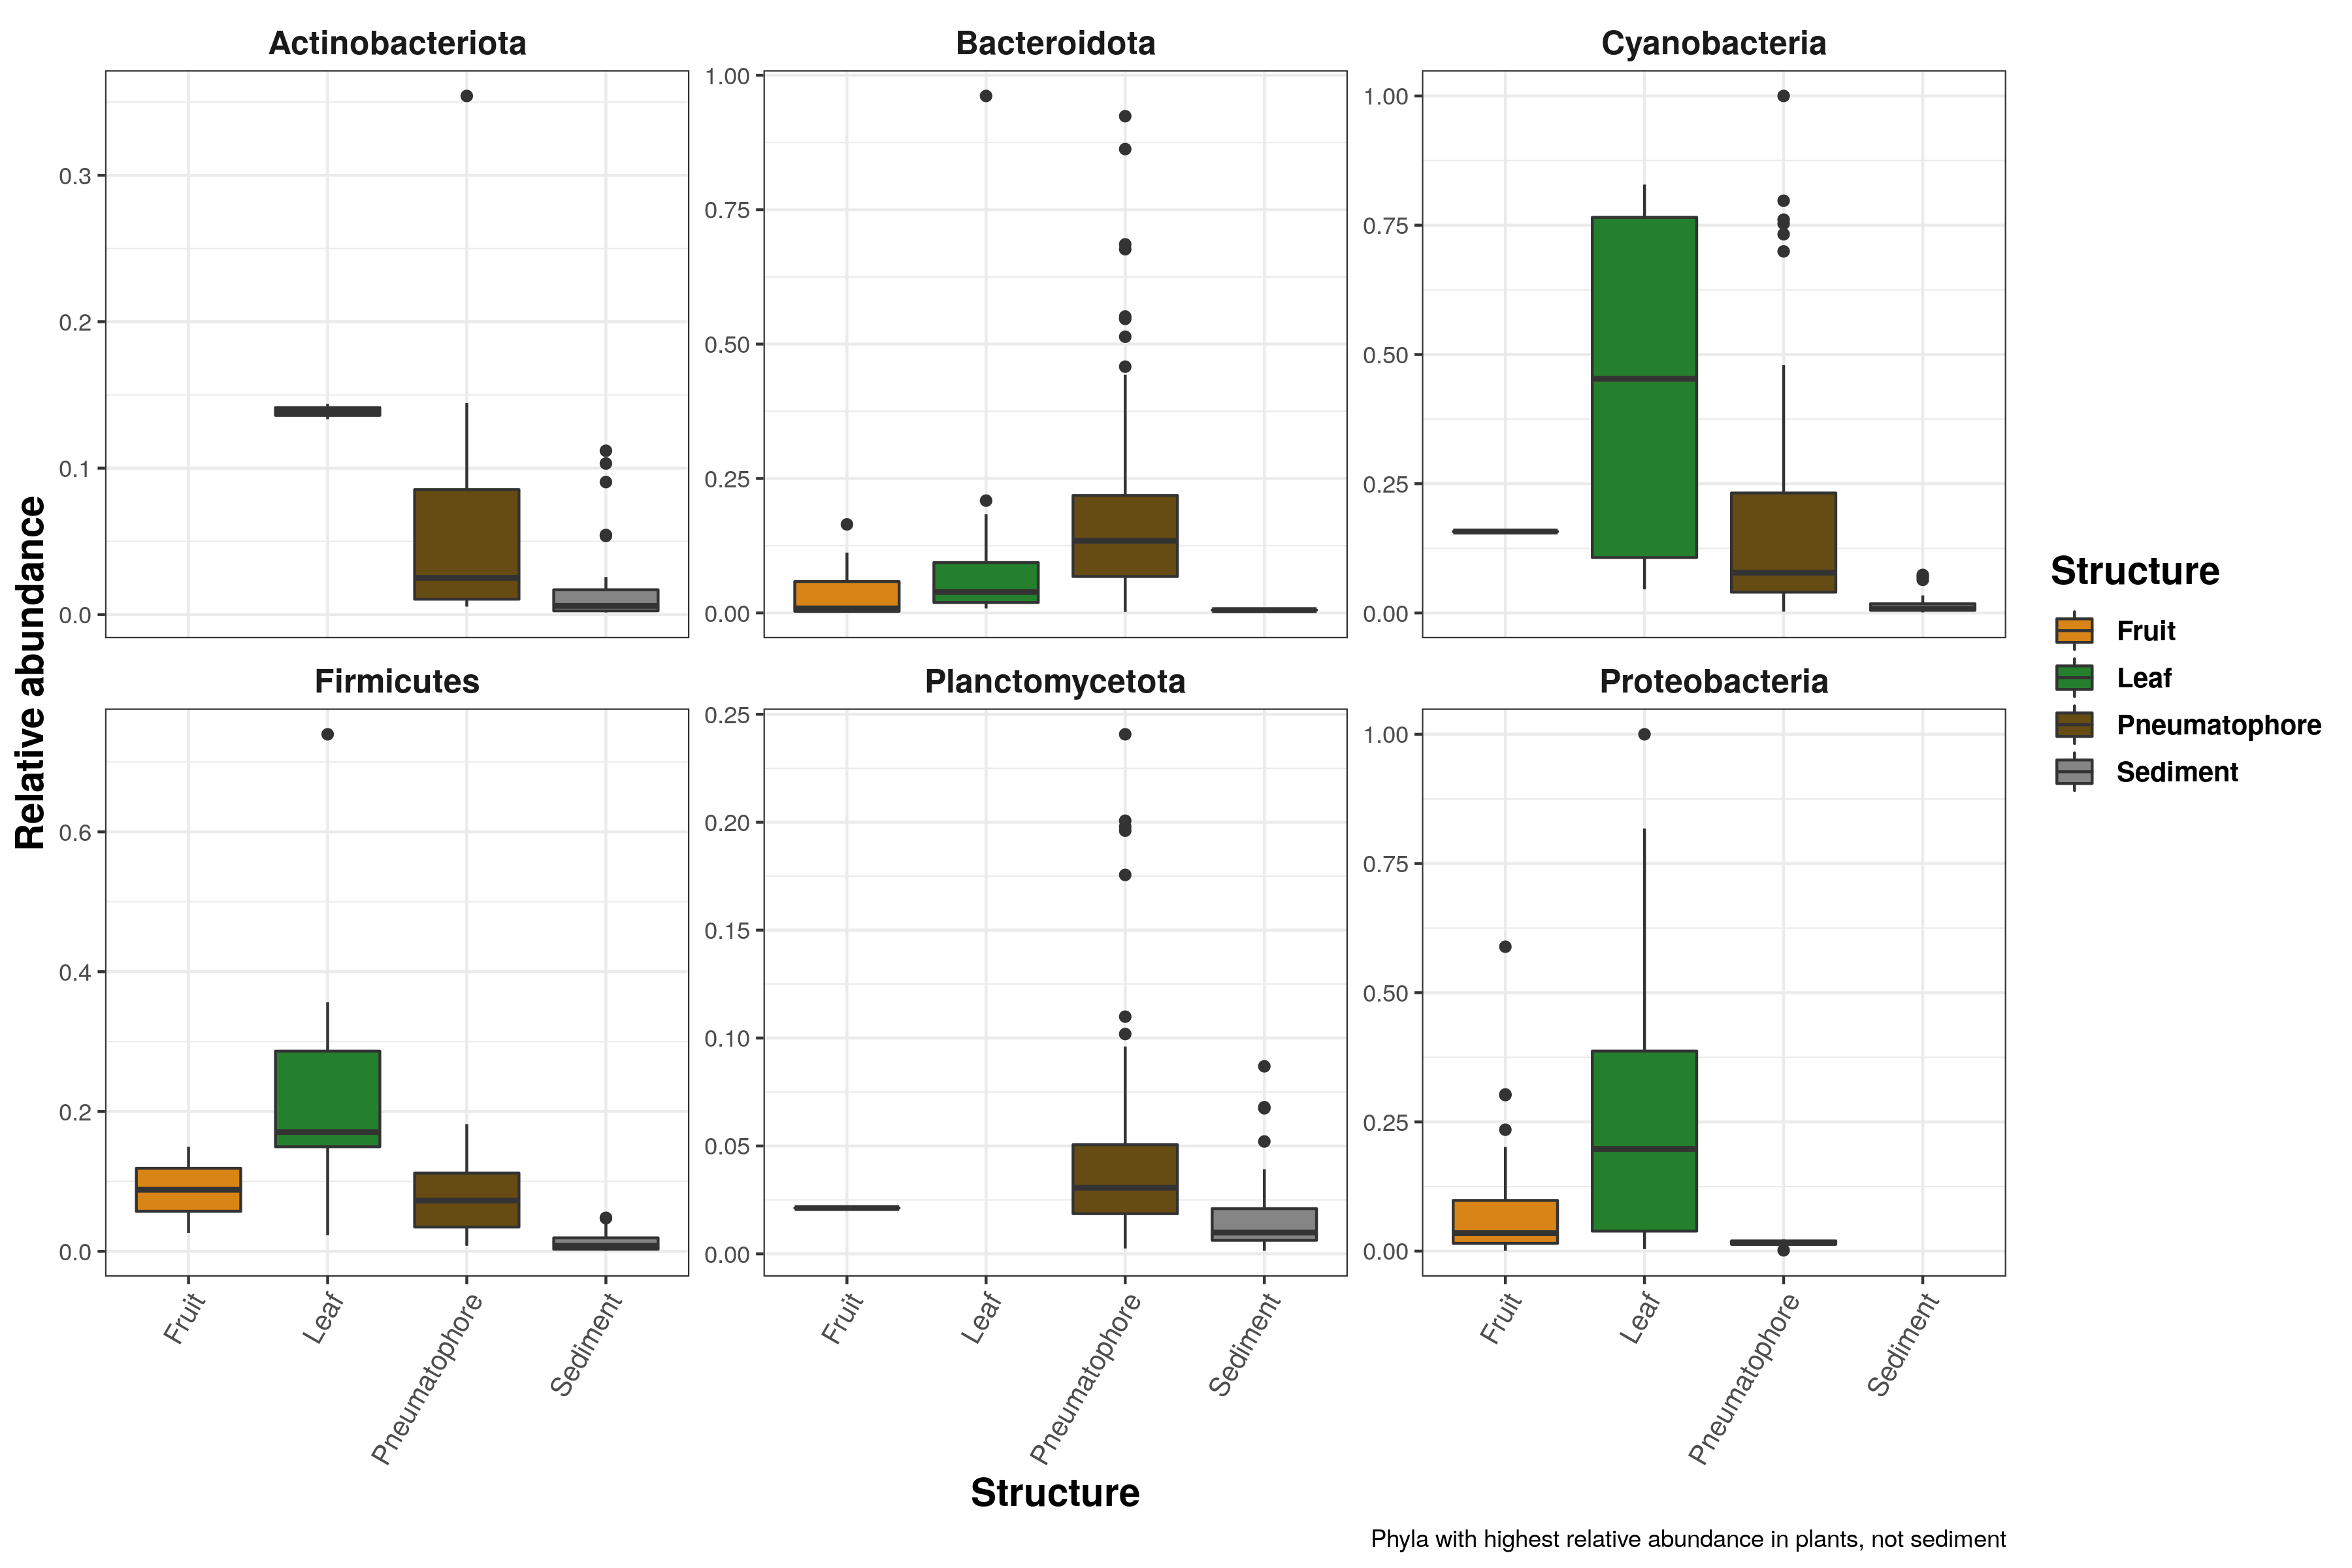 Actinobacteriota
Bacteroidota
Cyanobacteria
0.3
0.2
0.1
0.0
1.00
0.75
0.50
0.25
0.00
1.00
0.75
0.50
0.25
0.00
Relative abundance
Firmicutes
Planctomycetota
Proteobacteria
0.6
0.4
0.2
0.0
0.25
0.20
0.15
0.10
0.05
0.00
1.00
0.75
0.50
0.25
0.00
Fruit
Leaf
Pneumatophore
Sediment
Fruit
Leaf
Pneumatophore
Sediment
Fruit
Leaf
Pneumatophore
Sediment
Structure
Structure
Fruit
Leaf
Pneumatophore
Sediment
Phyla with highest relative abundance in plants, not sediment